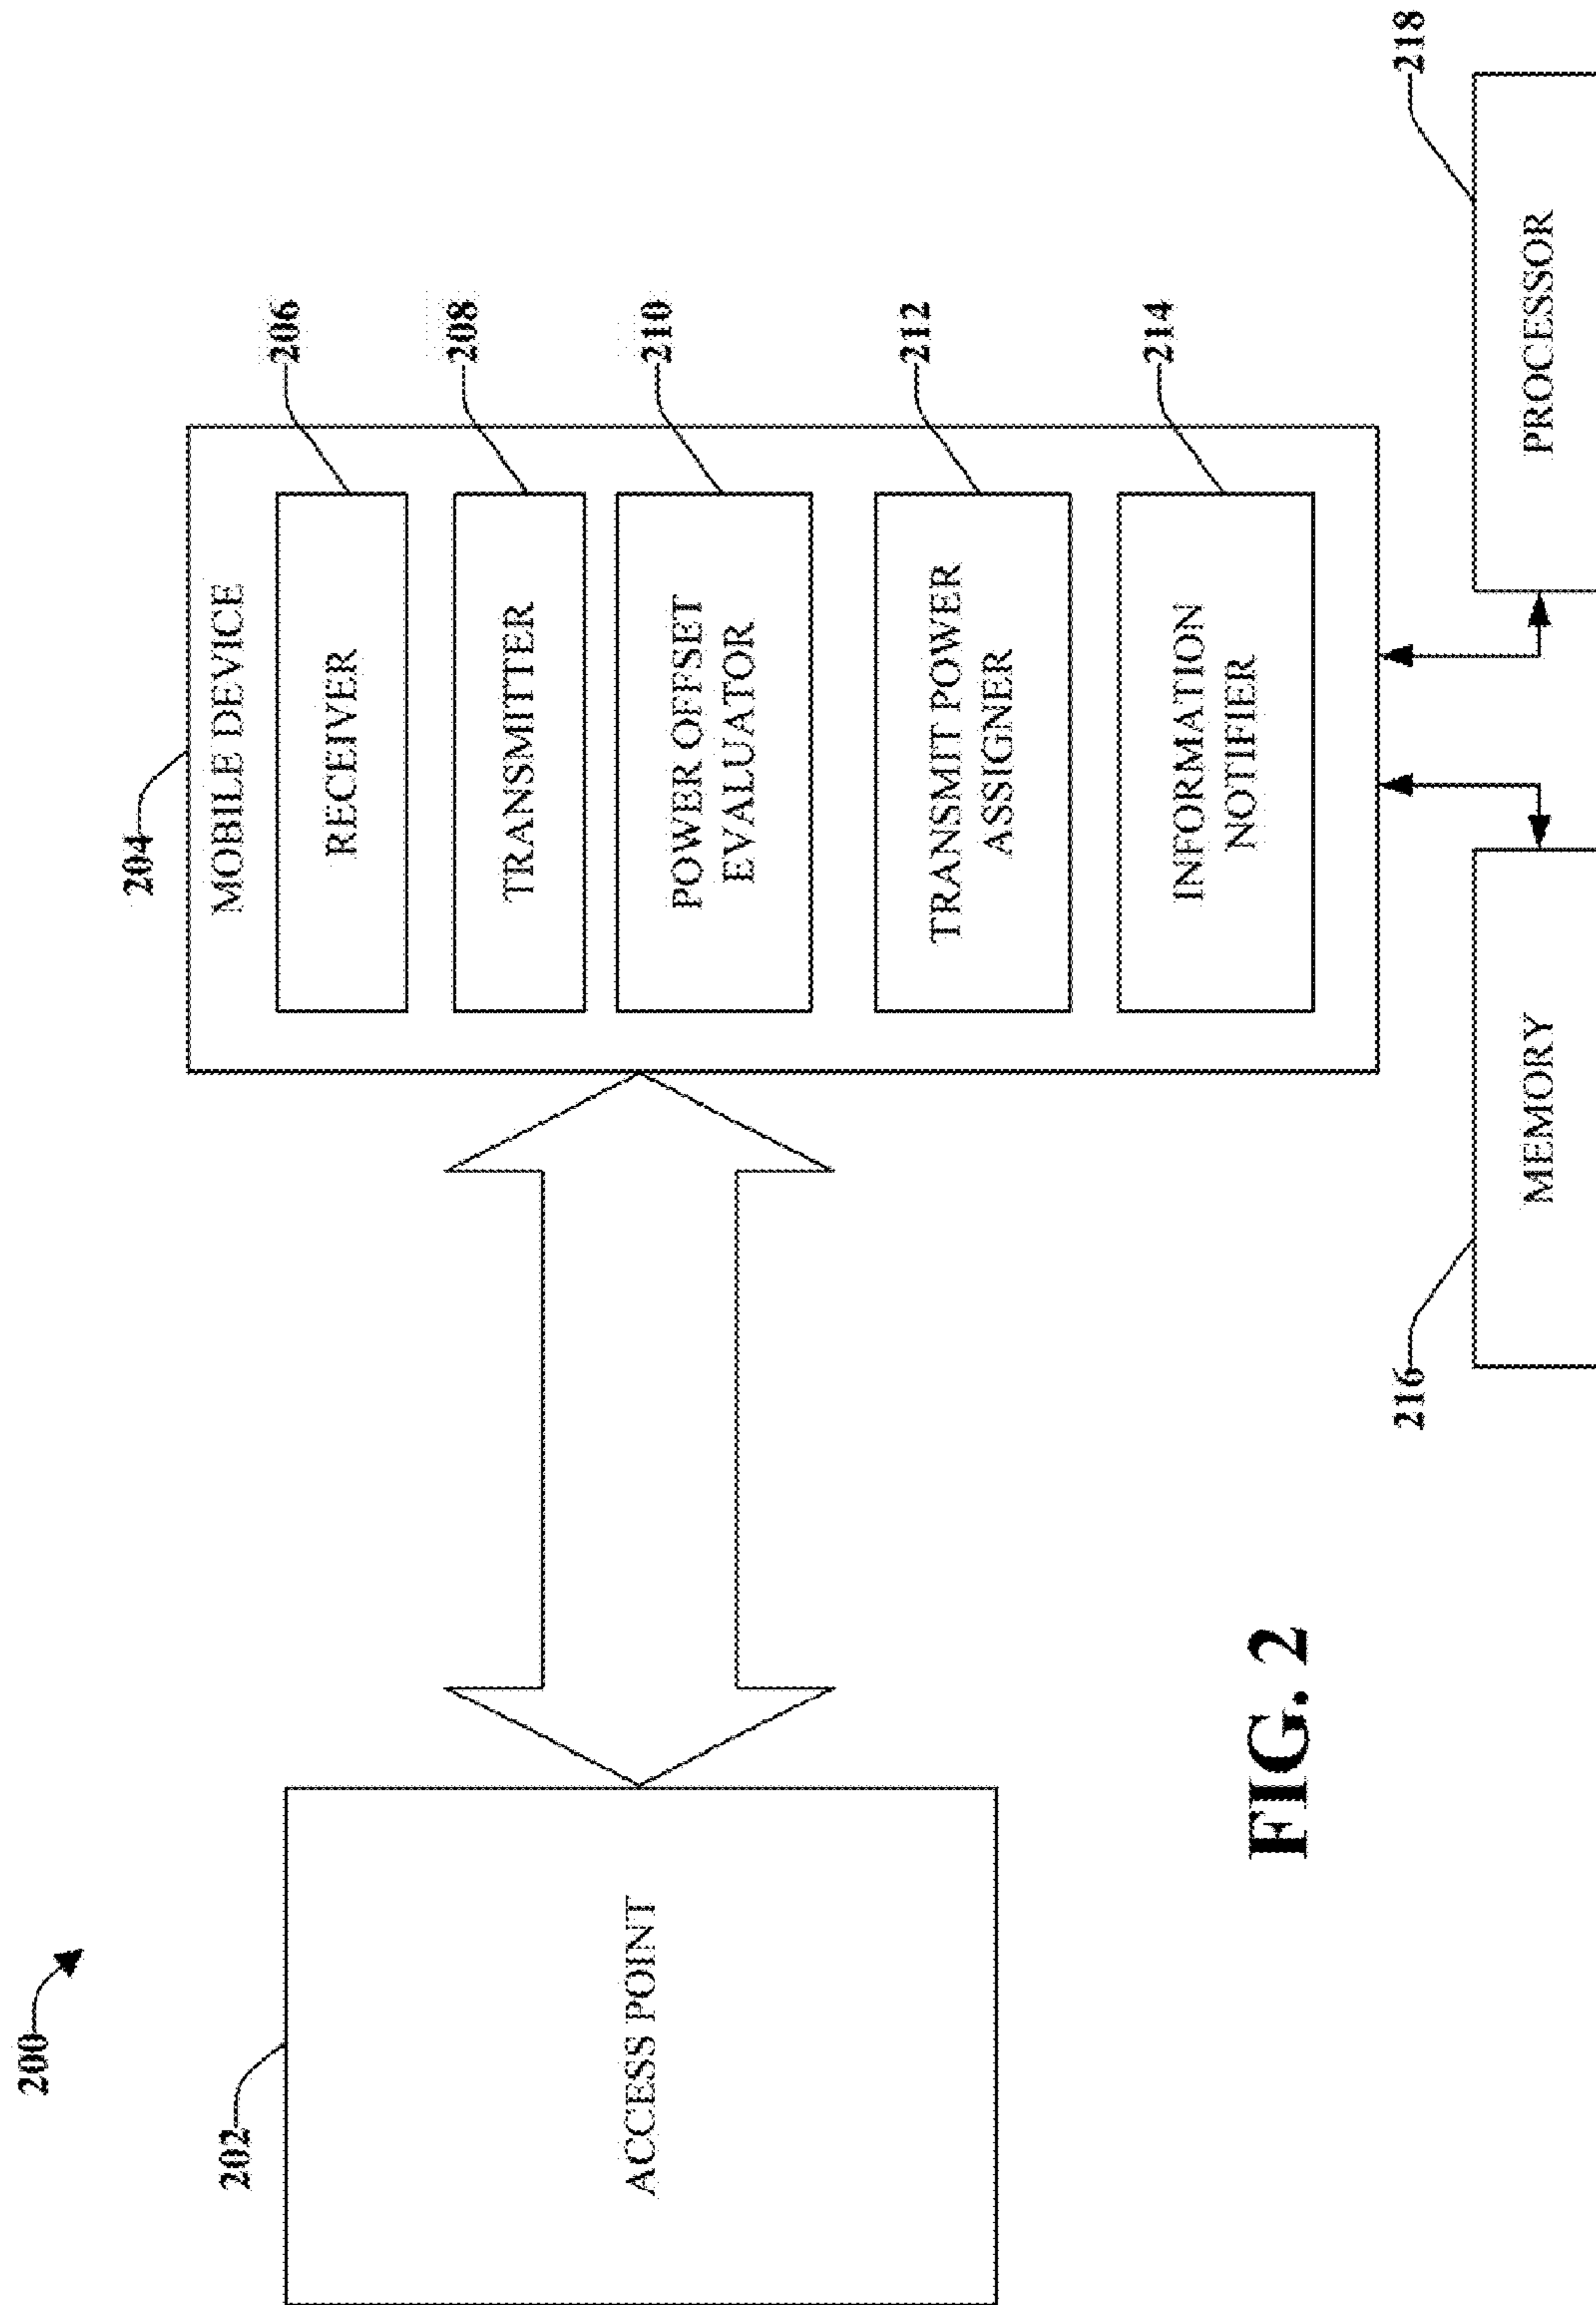 200
202
ACCESS POINT
204
MOBILE DEVICE
RECEIVER
206
TRANSMITTER
208
POWER OFFSET
EVALUATOR
210
TRANSMIT POWER
ASSIGNER
212
INFORMATION
NOTIFIER
214
216
MEMORY
218
PROCESSOR
FIG. 2